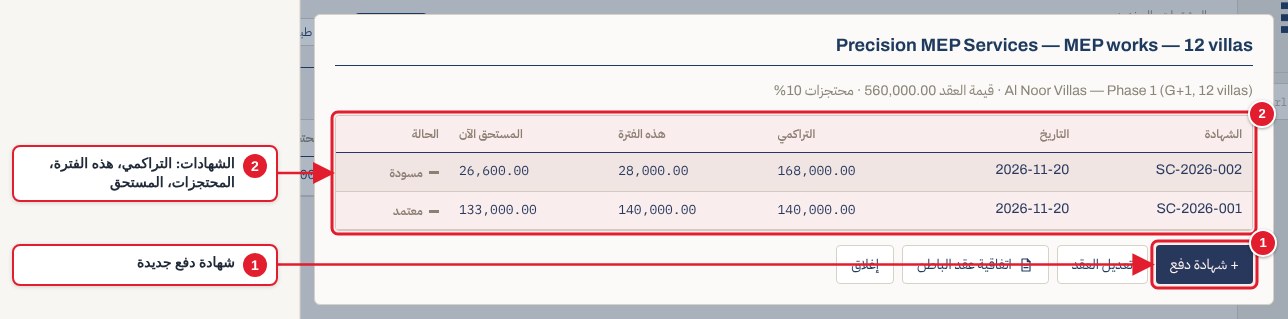 Precision MEP Services — MEP works — 12 villas
Al Noor Villas — Phase 1 (G+1, 12 villas) · قيمة العقد 560,000.00 · محتجزات 10%
2
الشهادة التاريخ التراكمي هذه الفترة المستحق الآن الحالة
SC-2026-002 2026-11-20 168,000.00 28,000.00 26,600.00 مسودة
SC-2026-001 2026-11-20 140,000.00 140,000.00 133,000.00 معتمد
1
+ شهادة دفع تعديل العقد اتفاقية عقد الباطن إغلاق
2 الشهادات: التراكمي، هذه الفترة،
المحتجزات، المستحق
1 شهادة دفع جديدة